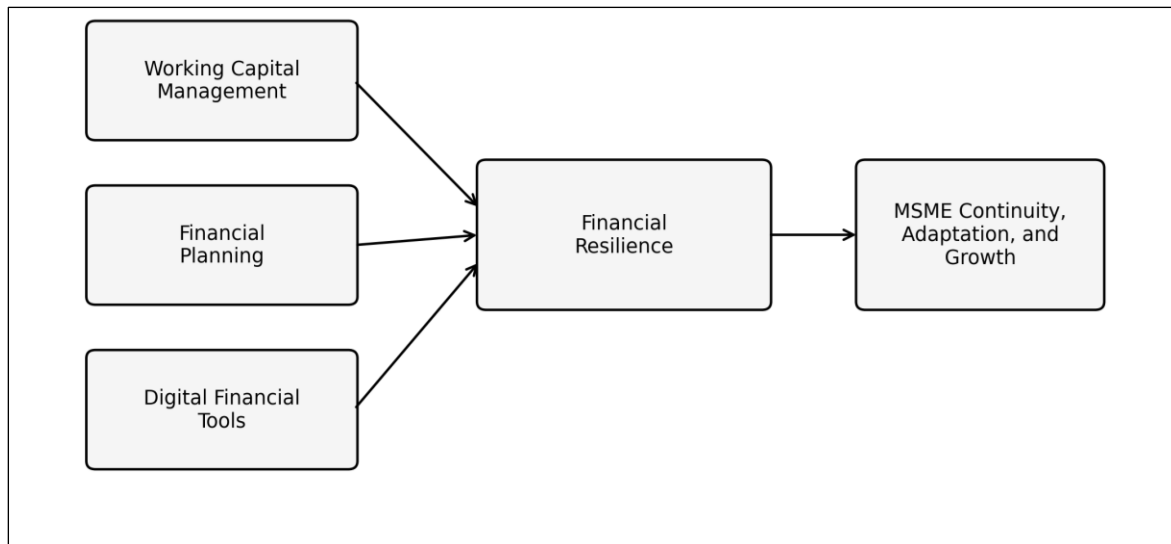 Working Capital
Management
Financial
Planning
Digital Financial
Tools
Financial
Resilience
MSME Continuity,
Adaptation, and
Growth